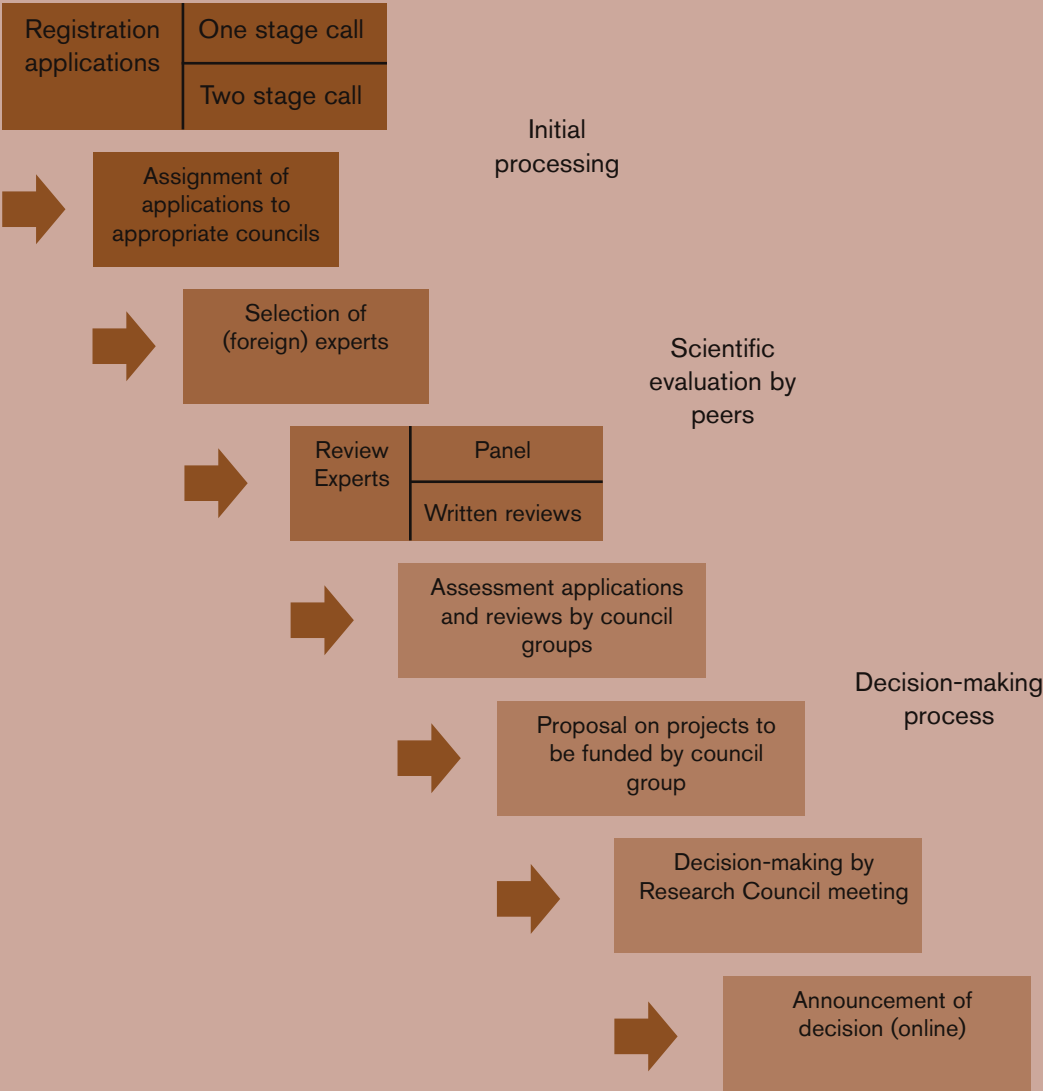 Registration
applications
One stage call
Two stage call
Initial
processing
Assignment of
applications to
appropriate councils
Selection of
(foreign) experts
Scientific
evaluation by
peers
Review
Experts
Panel
Written reviews
Assessment applications
and reviews by council
groups
Decision-making
process
Proposal on projects to
be funded by council
group
Decision-making by
Research Council meeting
Announcement of
decision (online)